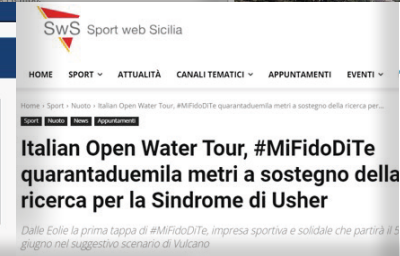 SwS Sport web Sicilia
HOME SPORT ATTUALITÀ CANALI TEMATICI APPUNTAMENTI EVENTI
Home › Sport › Nuoto › Italian Open Water Tour, #MiFidoDiTe quarantaduemila metri a sostegno della ricerca per...
Sport Nuoto News Appuntamenti
Italian Open Water Tour, #MiFidoDiTe
quarantaduemila metri a sostegno della
ricerca per la Sindrome di Usher
Dalle Eolie la prima tappa di #MiFidoDiTe, impresa sportiva e solidale che partirà il 5
giugno nel suggestivo scenario di Vulcano